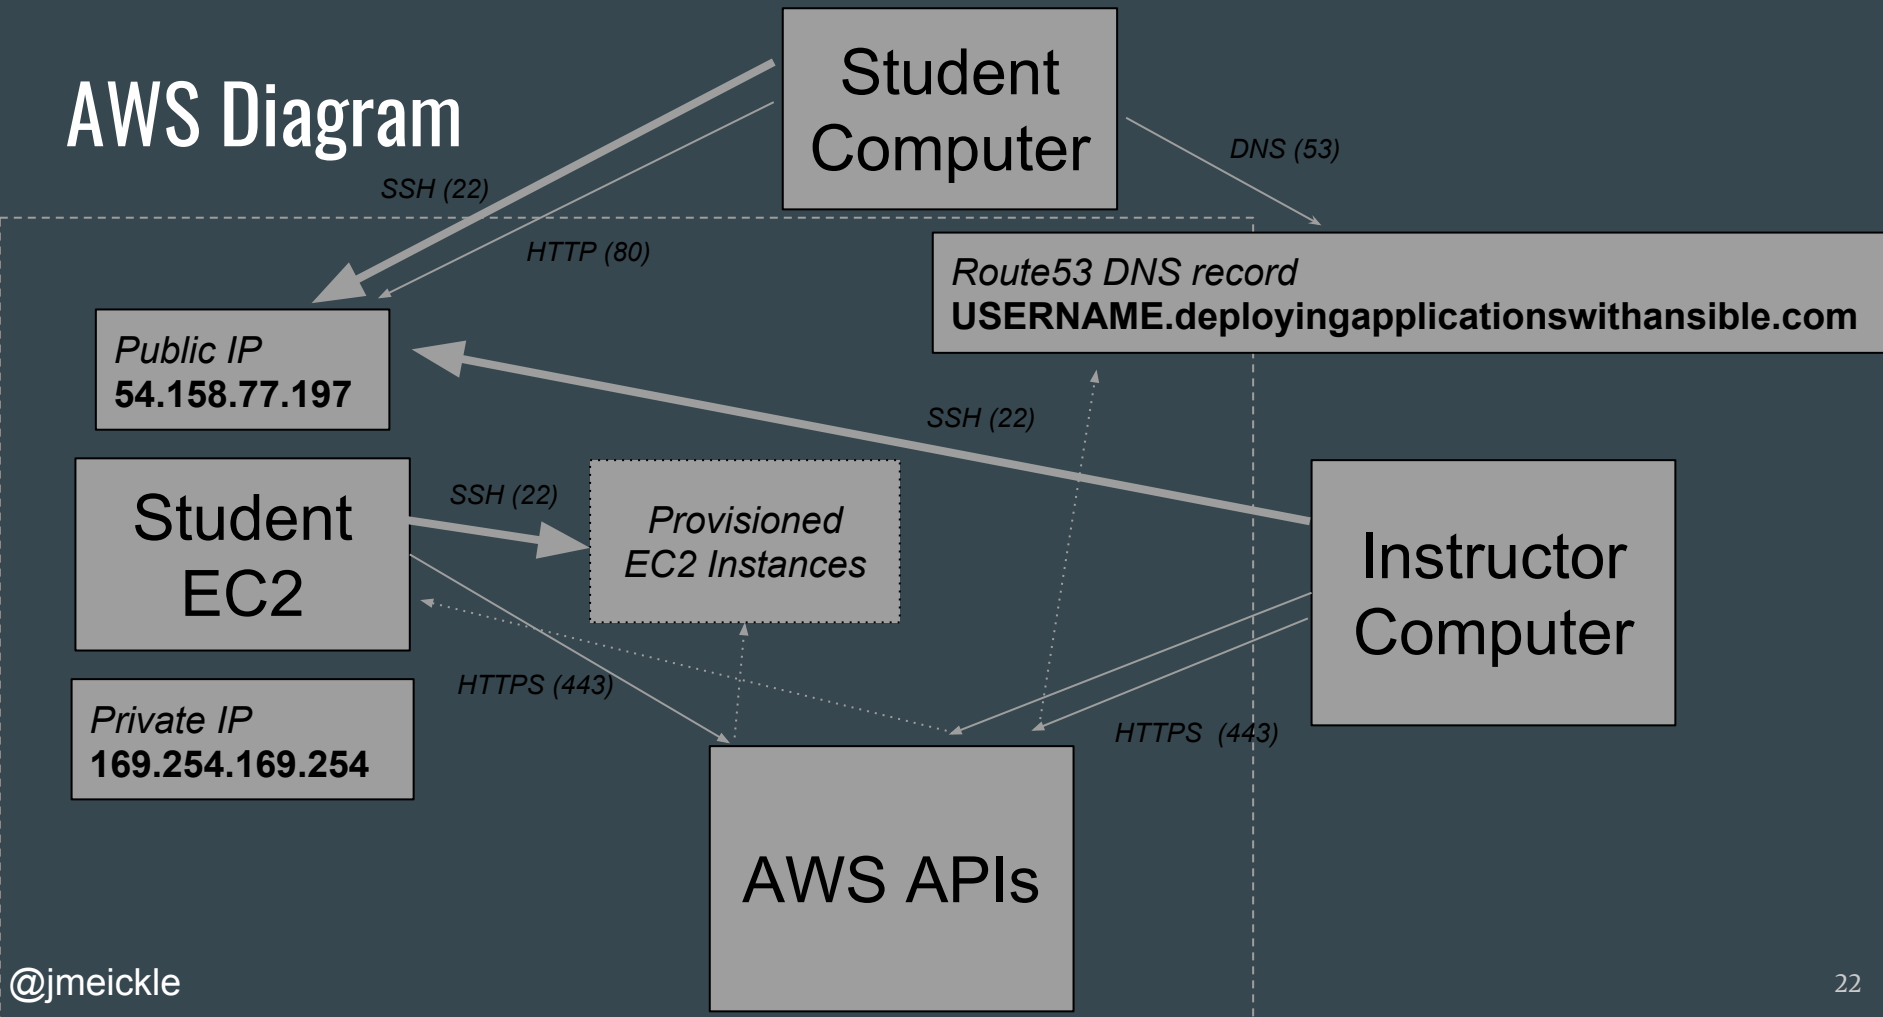 AWS Diagram
Student
Computer
DNS (53)
SSH (22)
HTTP (80)
Route53 DNS record
USERNAME.deployingapplicationswithansible.com
Public IP
54.158.77.197
SSH (22)
Student
EC2
SSH (22)
Provisioned
EC2 Instances
Instructor
Computer
HTTPS (443)
Private IP
169.254.169.254
HTTPS  (443)
AWS APIs
@jmeickle
22